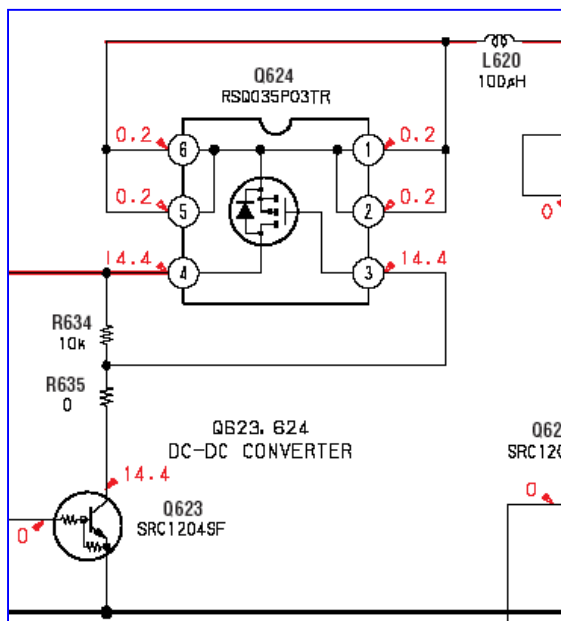 L620
100µH
Q624
RSQ035P03TR
0.2
6
1
0.2
0.2
5
2
0.2
0
14.4
4
3
14.4
R634
10k
R635
0
Q623. 624
DC-DC CONVERTER
14.4
Q623
SRC1204SF
0
Q62
SRC120
0